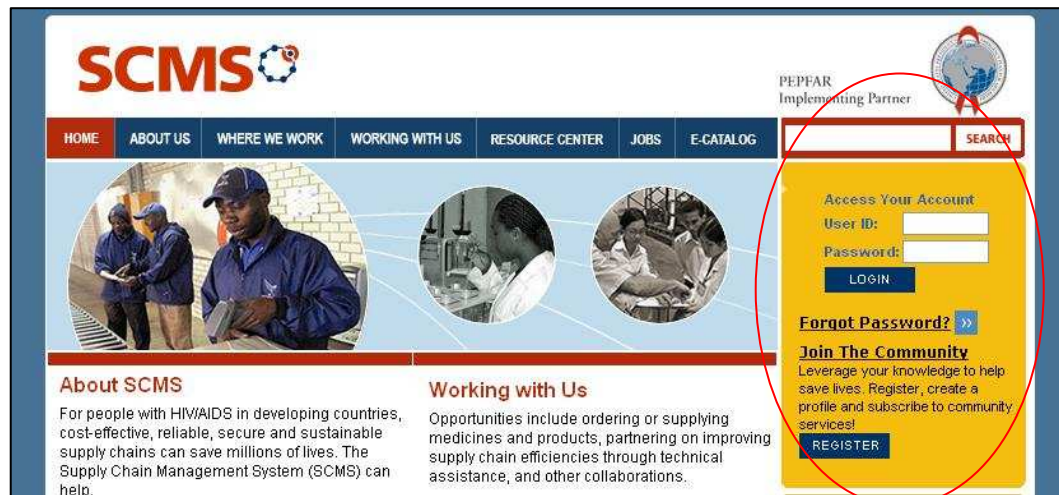 SCMS
PEPFAR
Implementing Partner
HOME ABOUT US WHERE WE WORK WORKING WITH US RESOURCE CENTER JOBS E-CATALOG SEARCH
Access Your Account
User ID:
Password:
LOGIN
Forgot Password? »
Join The Community
Leverage your knowledge to help
save lives. Register, create a
profile and subscribe to community
services!
REGISTER
About SCMS
For people with HIV/AIDS in developing countries,
cost-effective, reliable, secure and sustainable
supply chains can save millions of lives. The
Supply Chain Management System (SCMS) can
help.
Working with Us
Opportunities include ordering or supplying
medicines and products, partnering on improving
supply chain efficiencies through technical
assistance, and other collaborations.